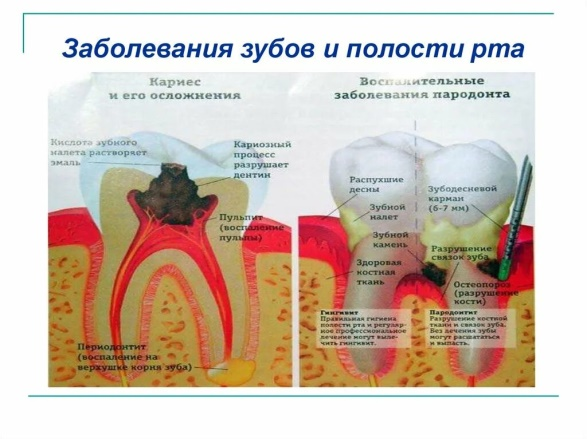 Заболевания зубов и полости рта
Кариес
и его осложнения
Кислота зубного
налета растворяет
эмаль
Кариозный
процесс
разрушает
дентин
Пульпит
(воспаление
пульпы)
Периодонтит
(воспаление на
верхушке корня зуба)
Воспалительные
заболевания пародонта
Распухшие
десны
Зубной
налет
Зубной
камень
Здоровая
костная
ткань
Зубодесневой
карман
(6-7 мм)
Разрушение
связок зуба
Остеопороз
(разрушение
кости)
Гингивит
Правильная гигиена
полости рта и регуляр-
ное профессиональное
лечение могут выле-
чить гингивит.
Пародонтит
Разрушение костной
ткани и связок зуба.
Без лечения зубы
могут расшататься
и выпасть.